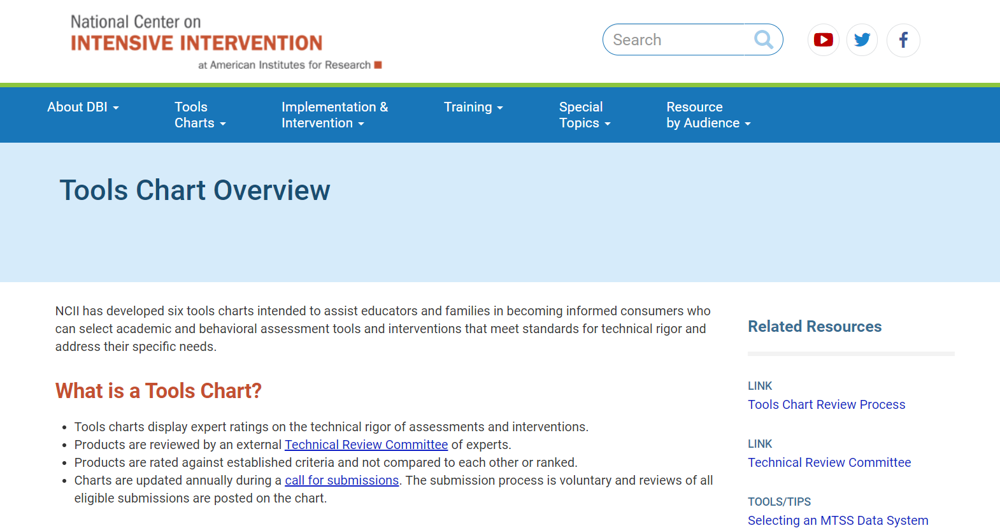 National Center on
INTENSIVE INTERVENTION
at American Institutes for Research
Search
About DBI
Tools
Charts
Implementation &
Intervention
Training
Special
Topics
Resource
by Audience
Tools Chart Overview
NCII has developed six tools charts intended to assist educators and families in becoming informed consumers who
can select academic and behavioral assessment tools and interventions that meet standards for technical rigor and
address their specific needs.
What is a Tools Chart?
• Tools charts display expert ratings on the technical rigor of assessments and interventions.
• Products are reviewed by an external Technical Review Committee of experts.
• Products are rated against established criteria and not compared to each other or ranked.
• Charts are updated annually during a call for submissions. The submission process is voluntary and reviews of all
eligible submissions are posted on the chart.
Related Resources
LINK
Tools Chart Review Process
LINK
Technical Review Committee
TOOLS/TIPS
Selecting an MTSS Data System